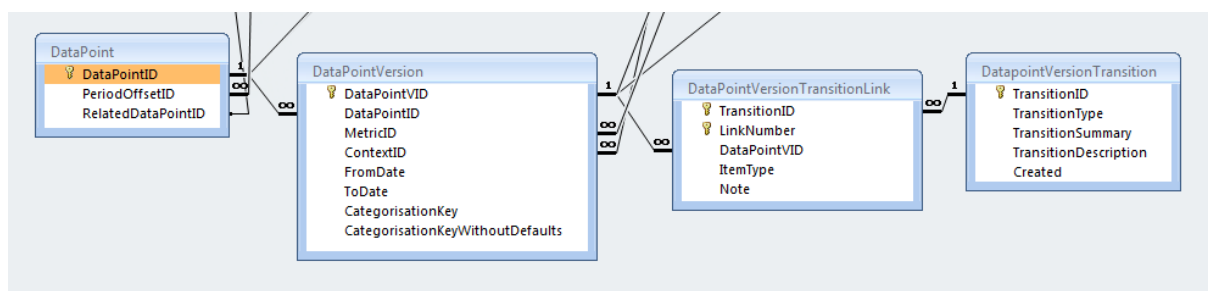 DataPoint
DataPointID
PeriodOffsetID
RelatedDataPointID
1
∞
∞
DataPointVersion
DataPointVID
DataPointID
MetricID
ContextID
FromDate
ToDate
CategorisationKey
CategorisationKeyWithoutDefaults
1
∞
∞
∞
DataPointVersionTransitionLink
TransitionID
LinkNumber
DataPointVID
ItemType
Note
∞
1
DatapointVersionTransition
TransitionID
TransitionType
TransitionSummary
TransitionDescription
Created